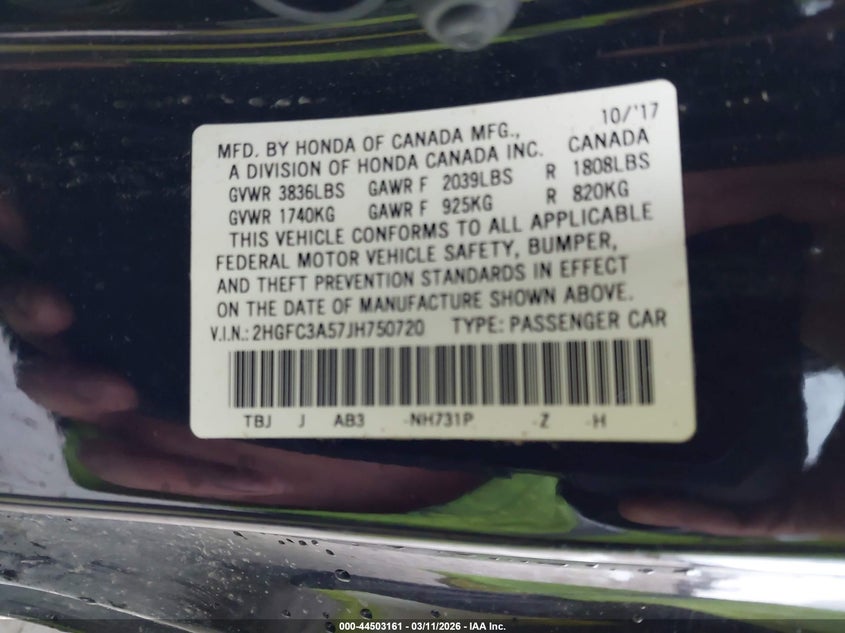 10/'17
MFD. BY HONDA OF CANADA MFG., CANADA
A DIVISION OF HONDA CANADA INC.
GVWR 3836LBS GAWR F 2039LBS R 1808LBS
GVWR 1740KG GAWR F 925KG R 820KG
THIS VEHICLE CONFORMS TO ALL APPLICABLE
FEDERAL MOTOR VEHICLE SAFETY, BUMPER,
AND THEFT PREVENTION STANDARDS IN EFFECT
ON THE DATE OF MANUFACTURE SHOWN ABOVE.
V.I.N.: 2HGFC3A57JH750720 TYPE: PASSENGER CAR
TBJ J AB3 -NH731P -Z -H
000-44503161 - 03/11/2026 - IAA Inc.